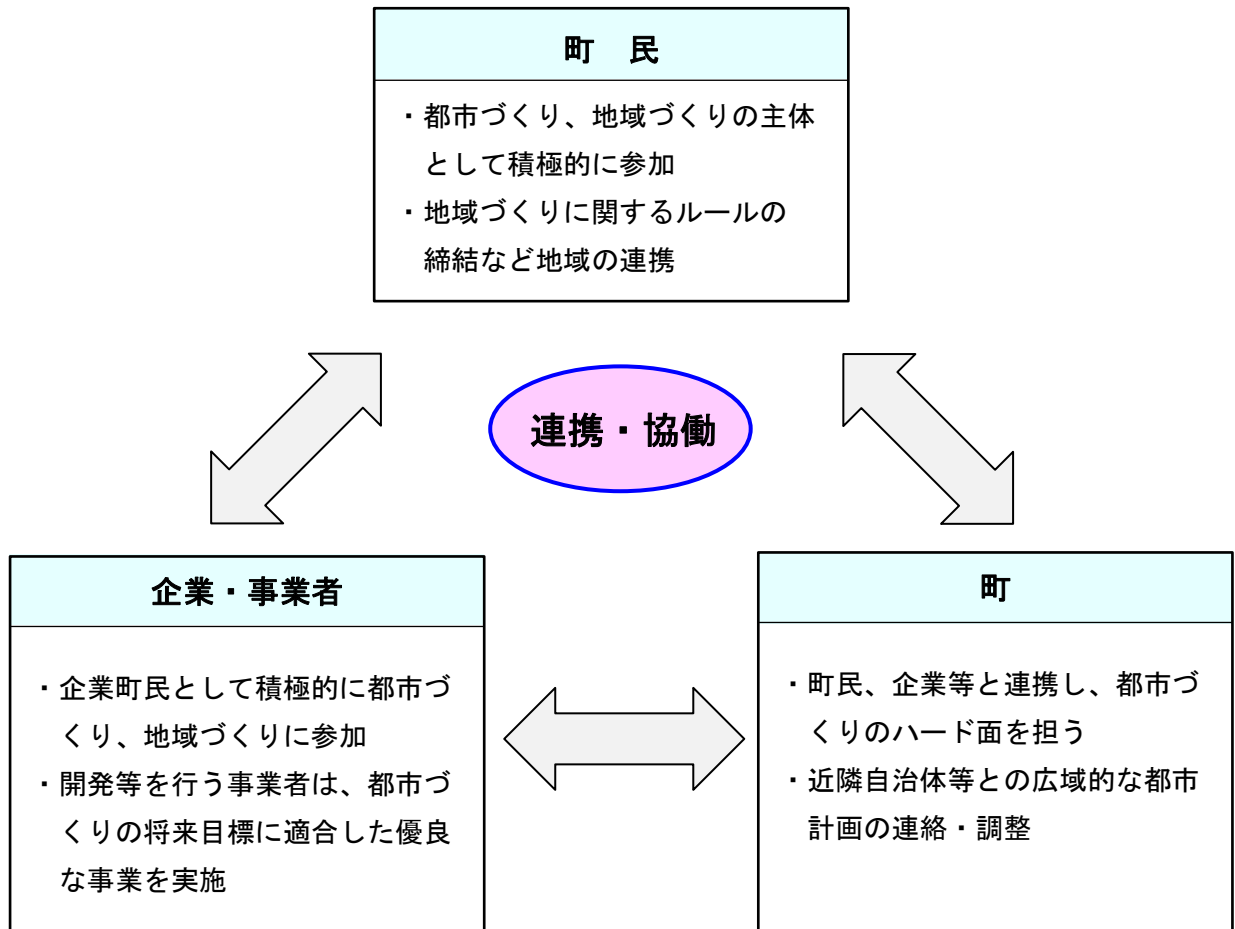 町　民
・都市づくり、地域づくりの主体
として積極的に参加
・地域づくりに関するルールの
締結など地域の連携
連携・協働
企業・事業者
・企業町民として積極的に都市づ
くり、地域づくりに参加
・開発等を行う事業者は、都市づ
くりの将来目標に適合した優良
な事業を実施
町
・町民、企業等と連携し、都市づ
くりのハード面を担う
・近隣自治体等との広域的な都市
計画の連絡・調整